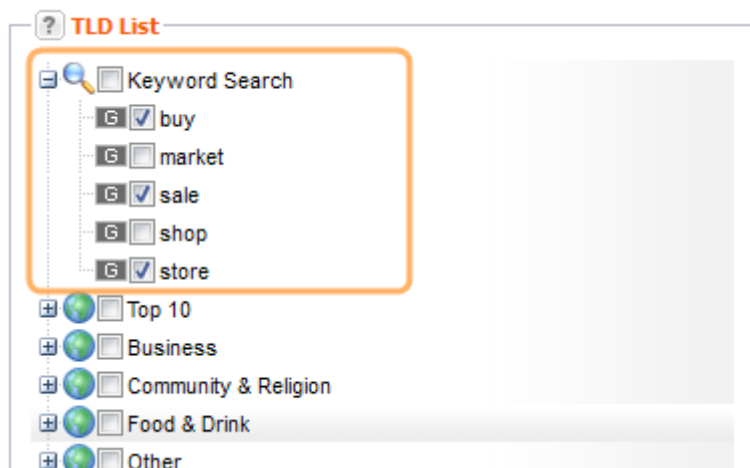 ? TLD List
Keyword Search
G buy
G market
G sale
G shop
G store
Top 10
Business
Community & Religion
Food & Drink
Other